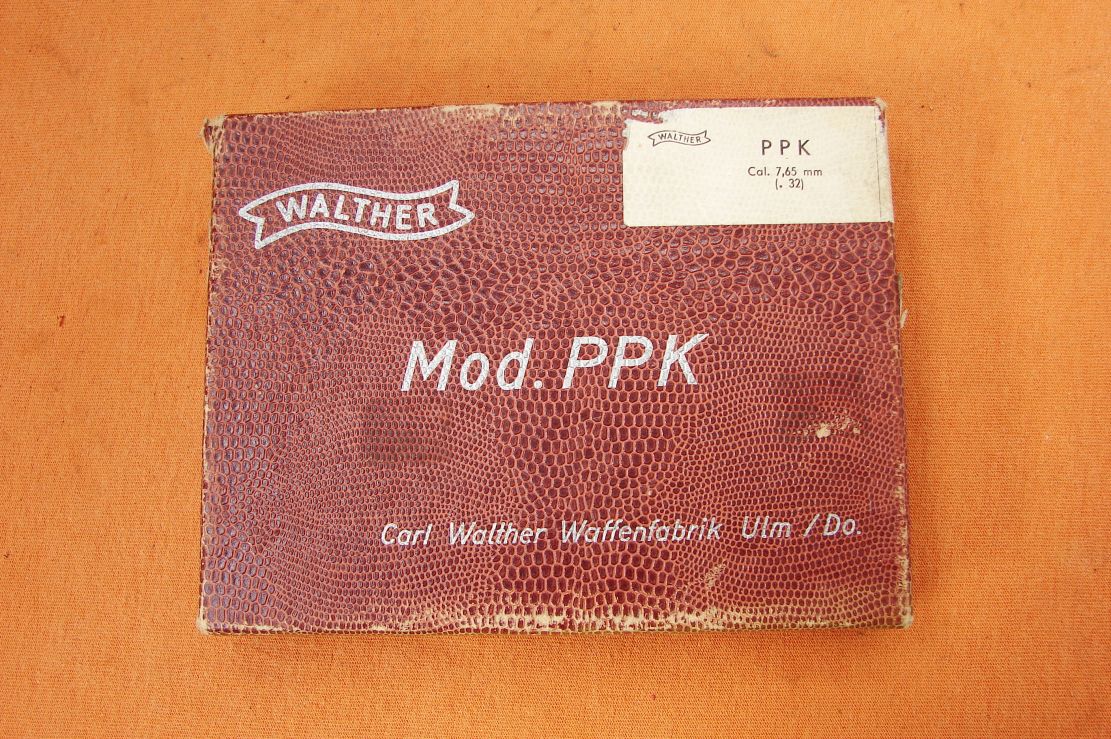 WALTHER
PPK
Cal. 7,65 mm
(. 32)
WALTHER
Mod. PPK
Carl Walther Waffenfabrik Ulm /Do.